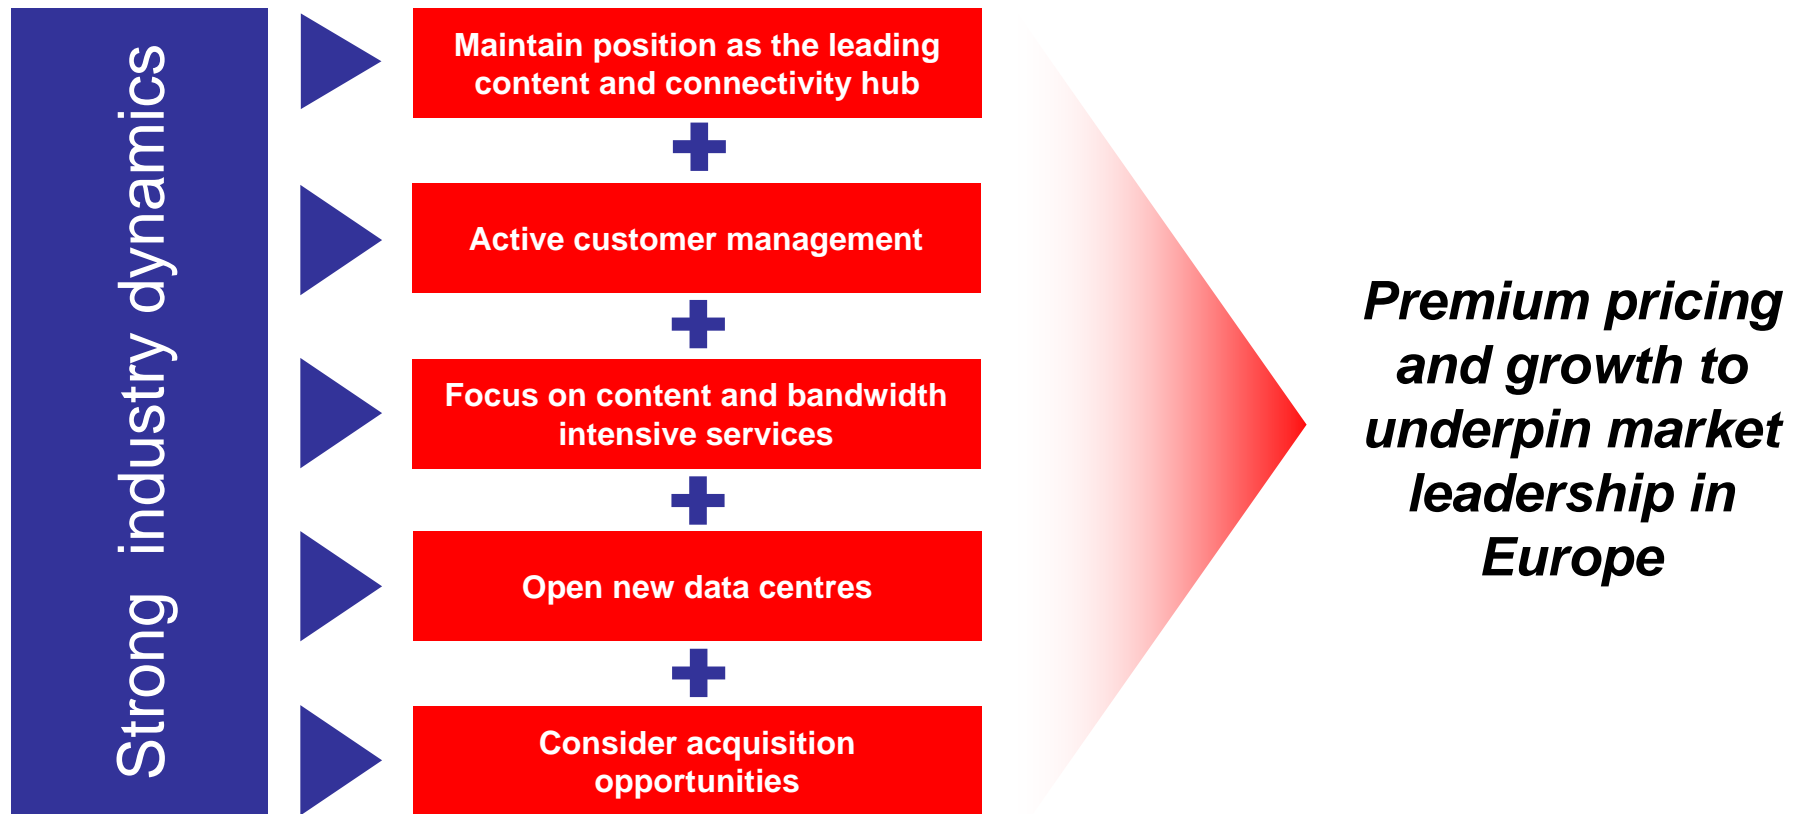 Strong industry dynamics
Maintain position as the leading
content and connectivity hub
Active customer management
Focus on content and bandwidth
intensive services
Open new data centres
Consider acquisition
opportunities
Premium pricing
and growth to
underpin market
leadership in
Europe